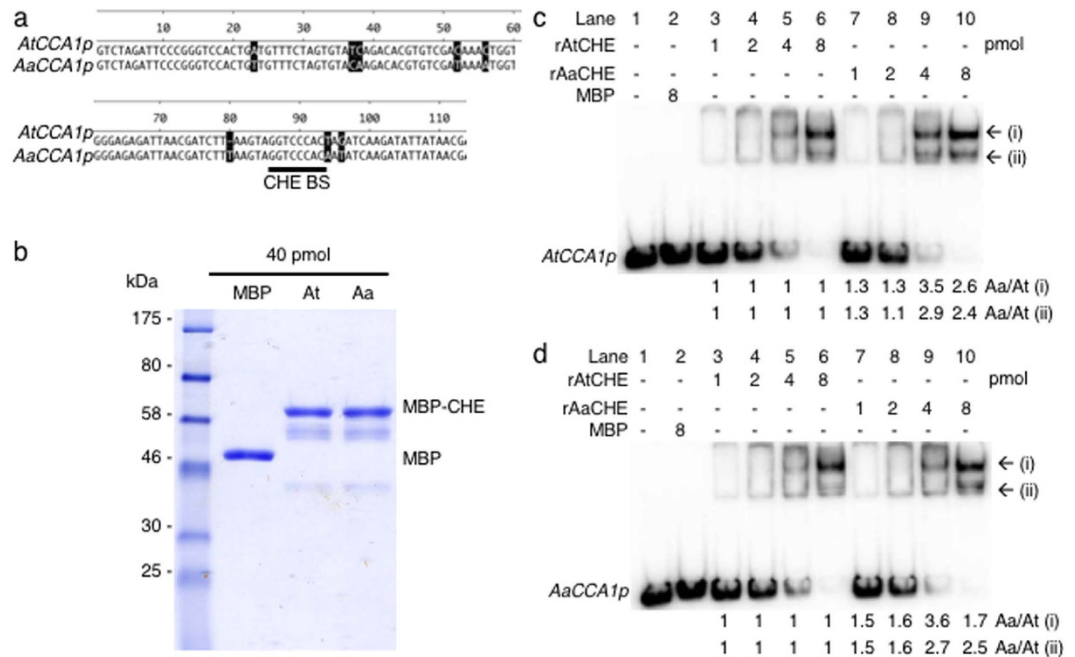 a
10 20 30 40 50 60
AtCCA1p GTCTAGATTCCCGGGTCCACTGATGTTTCTAGTGTATCAGACACGTGTCGACAAACTGGT
AaCCA1p GTCTAGATTCCCGGGTCCACTGTTGTTTCTAGTGTACAAGACACGTGTCGATAAAATGGT
70 80 90 100 110
AtCCA1p GGGAGAGATTAACGATCTT AAGTAGGTCCCAC TAGATCAAGATATTATAACG
AaCCA1p GGGAGAGATTAACGATCTTTAAGTAGGTCCCACAATATCAAGATATTATAACG
CHE BS
b
40 pmol
kDa MBP At Aa
175 -
80 -
58 - MBP-CHE
46 - MBP
30 -
25 -
c
Lane 1 2 3 4 5 6 7 8 9 10
rAtCHE - - 1 2 4 8 - - - - pmol
rAaCHE - - - - - - 1 2 4 8
MBP - 8 - - - - - - - -
← (i)
← (ii)
AtCCA1p
1 1 1 1 1.3 1.3 3.5 2.6 Aa/At (i)
1 1 1 1 1.3 1.1 2.9 2.4 Aa/At (ii)
d
Lane 1 2 3 4 5 6 7 8 9 10
rAtCHE - - 1 2 4 8 - - - - pmol
rAaCHE - - - - - - 1 2 4 8
MBP - 8 - - - - - - - -
← (i)
← (ii)
AaCCA1p
1 1 1 1 1.5 1.6 3.6 1.7 Aa/At (i)
1 1 1 1 1.5 1.6 2.7 2.5 Aa/At (ii)